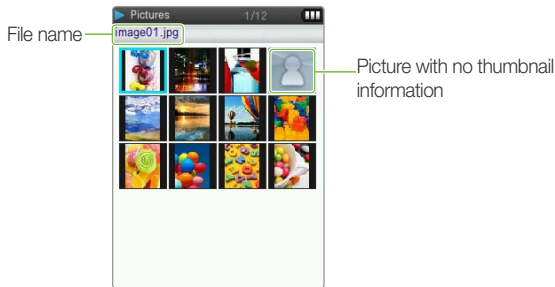 Pictures 1/12
File name
image01.jpg
Picture with no thumbnail
information